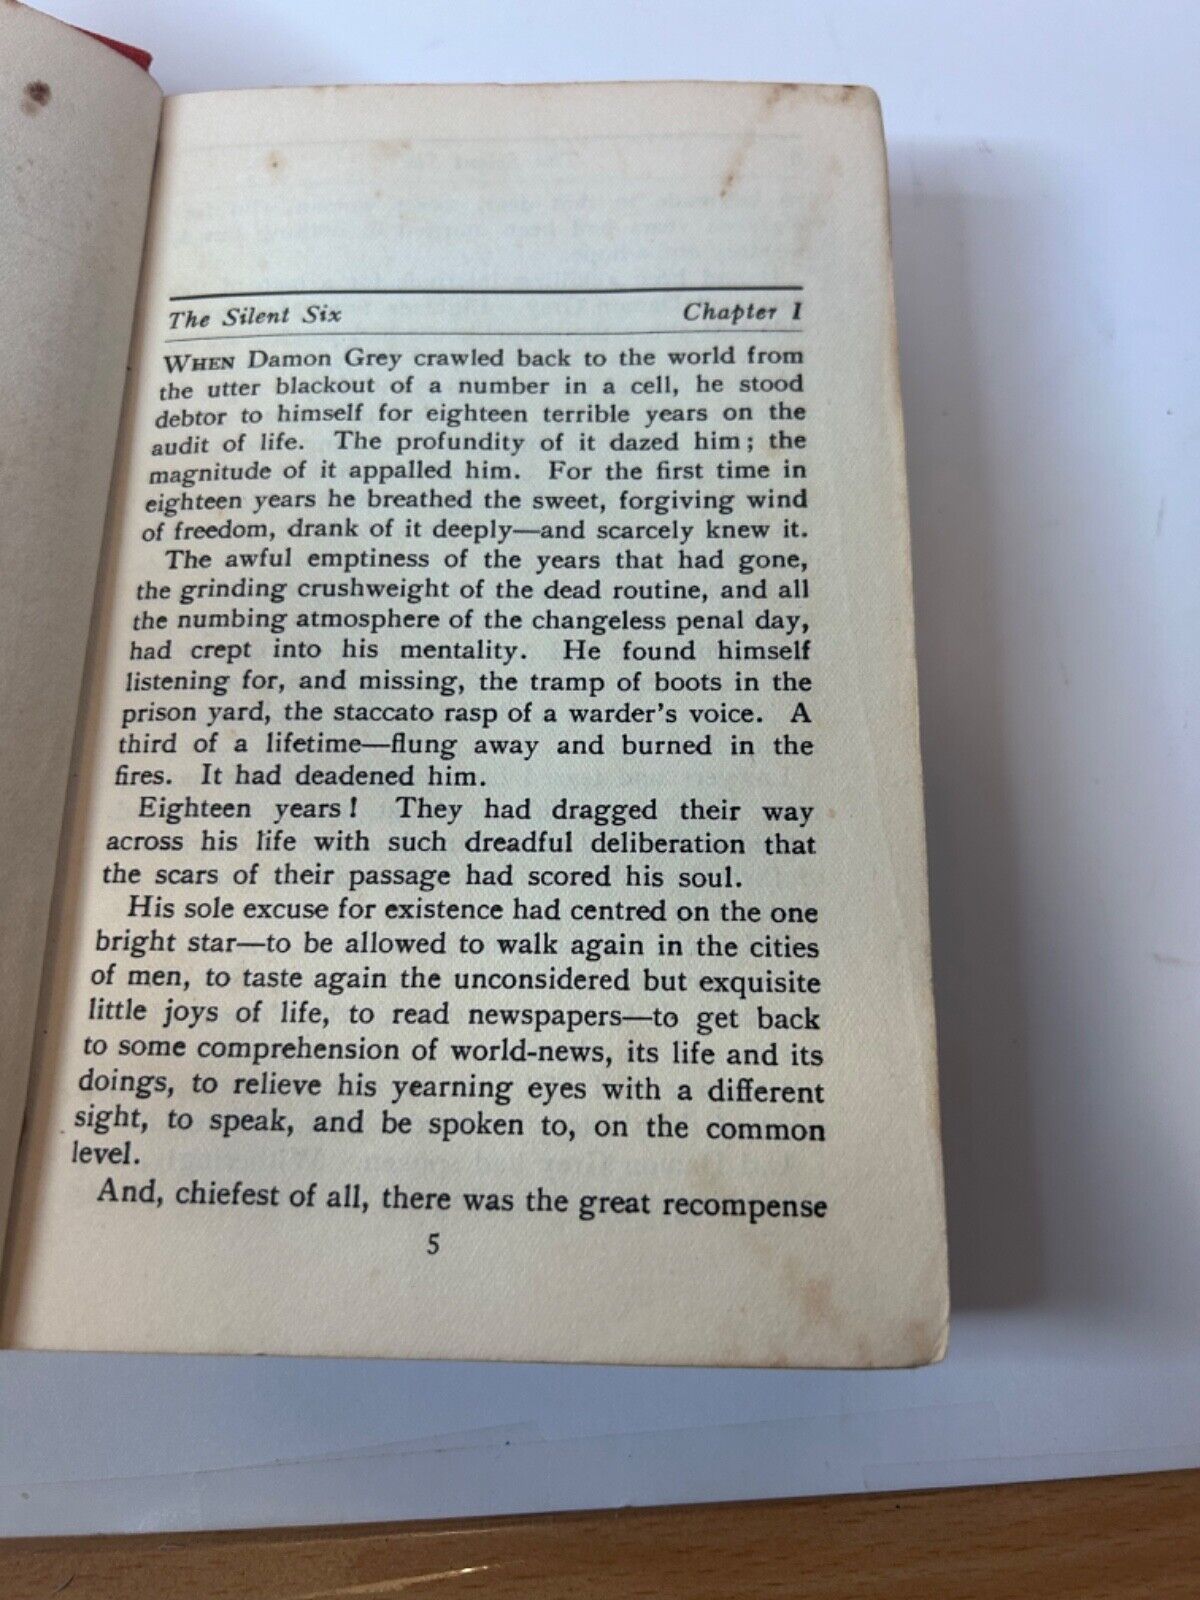 The Silent Six Chapter I
WHEN Damon Grey crawled back to the world from
the utter blackout of a number in a cell, he stood
debtor to himself for eighteen terrible years on the
audit of life. The profundity of it dazed him; the
magnitude of it appalled him. For the first time in
eighteen years he breathed the sweet, forgiving wind
of freedom, drank of it deeply—and scarcely knew it.
The awful emptiness of the years that had gone,
the grinding crushweight of the dead routine, and all
the numbing atmosphere of the changeless penal day,
had crept into his mentality. He found himself
listening for, and missing, the tramp of boots in the
prison yard, the staccato rasp of a warder's voice. A
third of a lifetime—flung away and burned in the
fires. It had deadened him.
Eighteen years! They had dragged their way
across his life with such dreadful deliberation that
the scars of their passage had scored his soul.
His sole excuse for existence had centred on the one
bright star—to be allowed to walk again in the cities
of men, to taste again the unconsidered but exquisite
little joys of life, to read newspapers—to get back
to some comprehension of world-news, its life and its
doings, to relieve his yearning eyes with a different
sight, to speak, and be spoken to, on the common
level.
And, chiefest of all, there was the great recompense
5